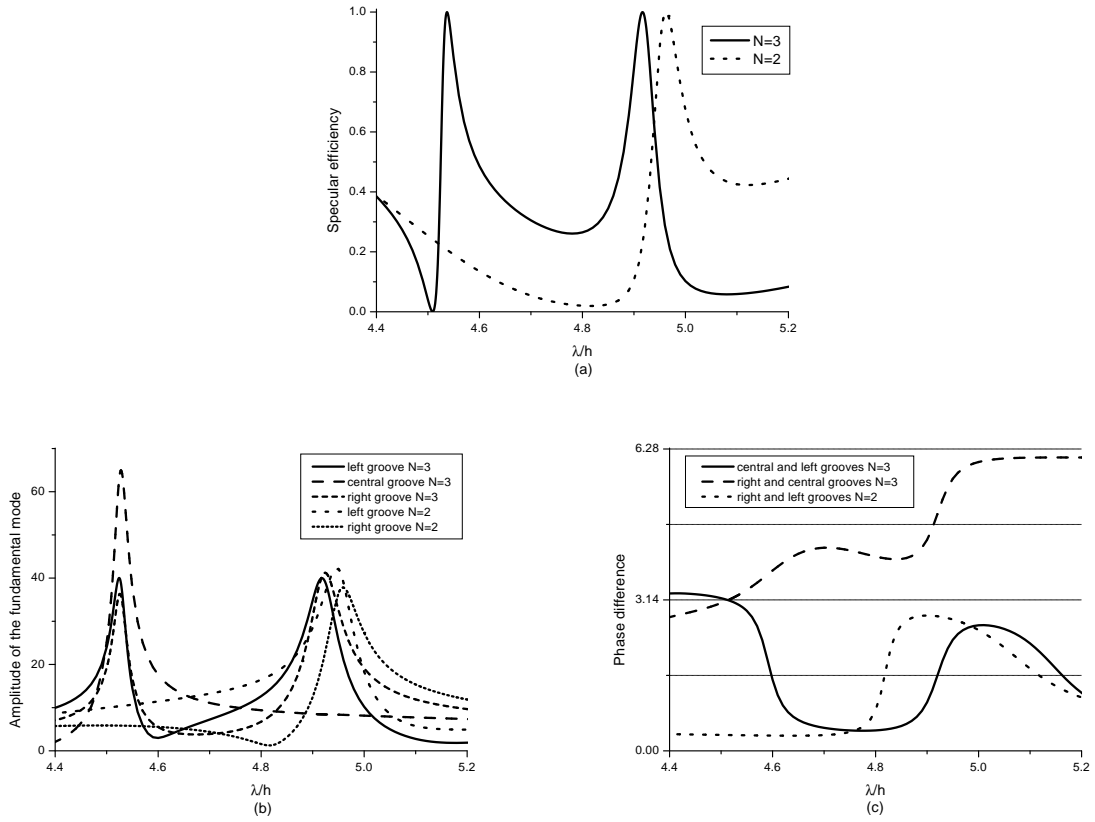 1.0
0.8
0.6
0.4
0.2
0.0
Specular efficiency
N=3
N=2
4.4 4.6 4.8 5.0 5.2
λ/h
(a)
60
40
20
0
Amplitude of the fundamental mode
left groove N=3
central groove N=3
right groove N=3
left groove N=2
right groove N=2
4.4 4.6 4.8 5.0 5.2
λ/h
(b)
6.28
3.14
0.00
Phase difference
central and left grooves N=3
right and central grooves N=3
right and left grooves N=2
4.4 4.6 4.8 5.0 5.2
λ/h
(c)